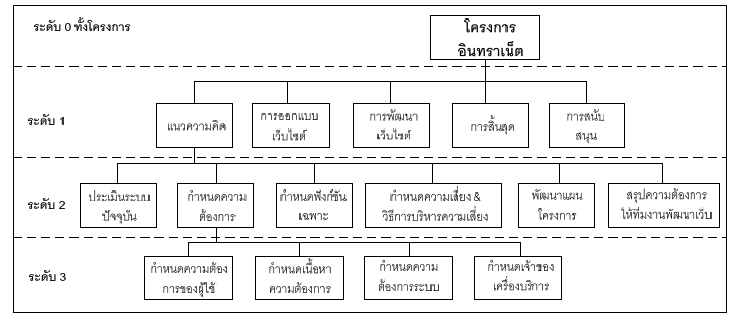 ระดับ 0 ทั้งโครงการ
โครงการ
อินทราเน็ต
ระดับ 1
แนวความคิด
การออกแบบ
เว็บไซต์
การพัฒนา
เว็บไซต์
การสิ้นสุด
การสนับ
สนุน
ระดับ 2
ประเมินระบบ
ปัจจุบัน
กำหนดความ
ต้องการ
กำหนดฟังก์ชัน
เฉพาะ
กำหนดความเสี่ยง &
วิธีการบริหารความเสี่ยง
พัฒนาแผน
โครงการ
สรุปความต้องการ
ให้ทีมงานพัฒนาเว็บ
ระดับ 3
กำหนดความต้อง
การของผู้ใช้
กำหนดเนื้อหา
ความต้องการ
กำหนดความ
ต้องการระบบ
กำหนดเจ้าของ
เครื่องบริการ